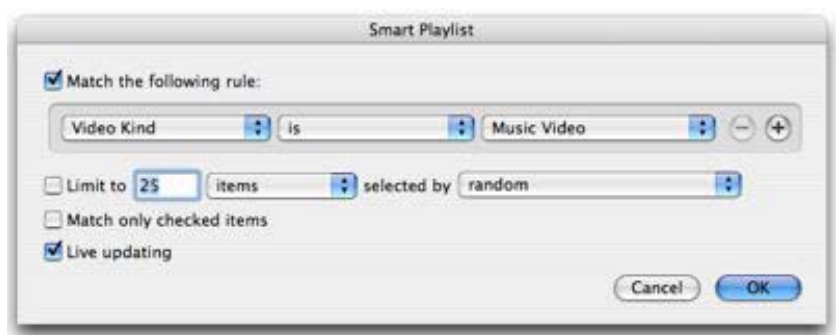 Smart Playlist
Match the following rule:
Video Kind is Music Video
Limit to 25 items selected by random
Match only checked items
Live updating
Cancel OK